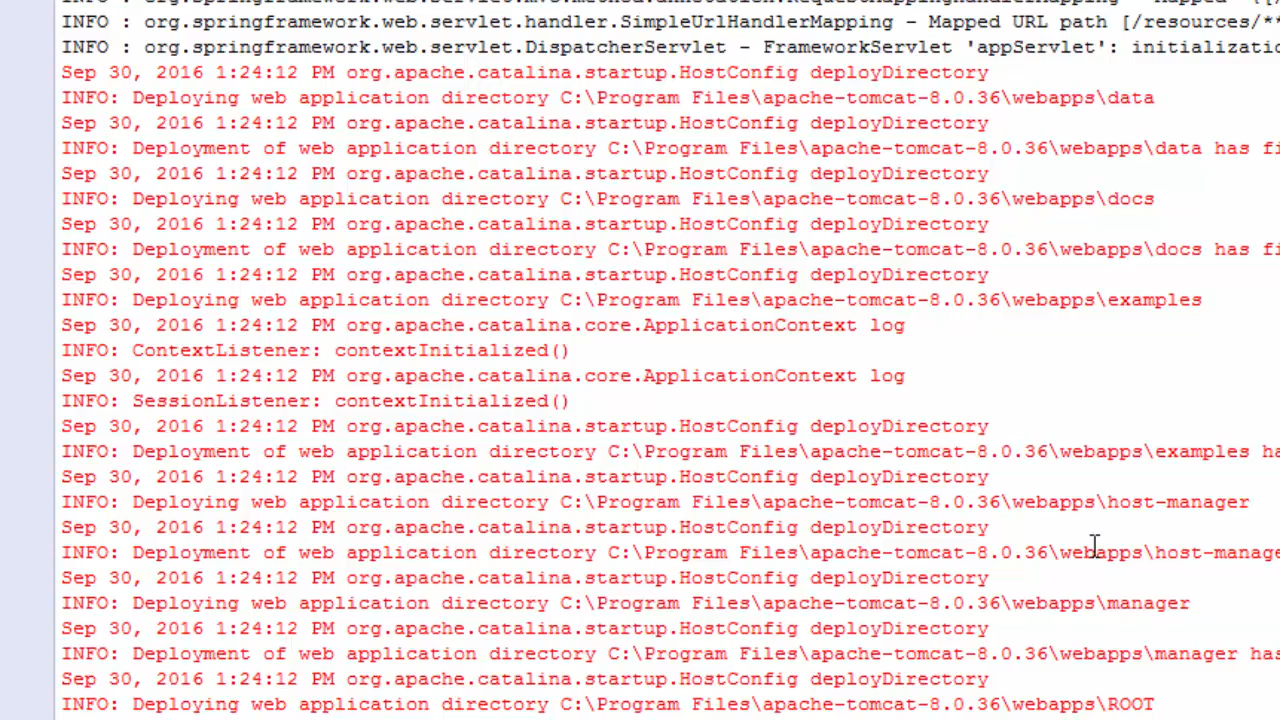 INFO : org.springframework.web.servlet.handler.SimpleUrlHandlerMapping - Mapped URL path [/resources/**
INFO : org.springframework.web.servlet.DispatcherServlet - FrameworkServlet 'appServlet': initializatio
Sep 30, 2016 1:24:12 PM org.apache.catalina.startup.HostConfig deployDirectory
INFO: Deploying web application directory C:\Program Files\apache-tomcat-8.0.36\webapps\data
Sep 30, 2016 1:24:12 PM org.apache.catalina.startup.HostConfig deployDirectory
INFO: Deployment of web application directory C:\Program Files\apache-tomcat-8.0.36\webapps\data has fi
Sep 30, 2016 1:24:12 PM org.apache.catalina.startup.HostConfig deployDirectory
INFO: Deploying web application directory C:\Program Files\apache-tomcat-8.0.36\webapps\docs
Sep 30, 2016 1:24:12 PM org.apache.catalina.startup.HostConfig deployDirectory
INFO: Deployment of web application directory C:\Program Files\apache-tomcat-8.0.36\webapps\docs has fi
Sep 30, 2016 1:24:12 PM org.apache.catalina.startup.HostConfig deployDirectory
INFO: Deploying web application directory C:\Program Files\apache-tomcat-8.0.36\webapps\examples
Sep 30, 2016 1:24:12 PM org.apache.catalina.core.ApplicationContext log
INFO: ContextListener: contextInitialized()
Sep 30, 2016 1:24:12 PM org.apache.catalina.core.ApplicationContext log
INFO: SessionListener: contextInitialized()
Sep 30, 2016 1:24:12 PM org.apache.catalina.startup.HostConfig deployDirectory
INFO: Deployment of web application directory C:\Program Files\apache-tomcat-8.0.36\webapps\examples ha
Sep 30, 2016 1:24:12 PM org.apache.catalina.startup.HostConfig deployDirectory
INFO: Deploying web application directory C:\Program Files\apache-tomcat-8.0.36\webapps\host-manager
Sep 30, 2016 1:24:12 PM org.apache.catalina.startup.HostConfig deployDirectory
INFO: Deployment of web application directory C:\Program Files\apache-tomcat-8.0.36\webapps\host-manage
Sep 30, 2016 1:24:12 PM org.apache.catalina.startup.HostConfig deployDirectory
INFO: Deploying web application directory C:\Program Files\apache-tomcat-8.0.36\webapps\manager
Sep 30, 2016 1:24:12 PM org.apache.catalina.startup.HostConfig deployDirectory
INFO: Deployment of web application directory C:\Program Files\apache-tomcat-8.0.36\webapps\manager has
Sep 30, 2016 1:24:12 PM org.apache.catalina.startup.HostConfig deployDirectory
INFO: Deploying web application directory C:\Program Files\apache-tomcat-8.0.36\webapps\ROOT